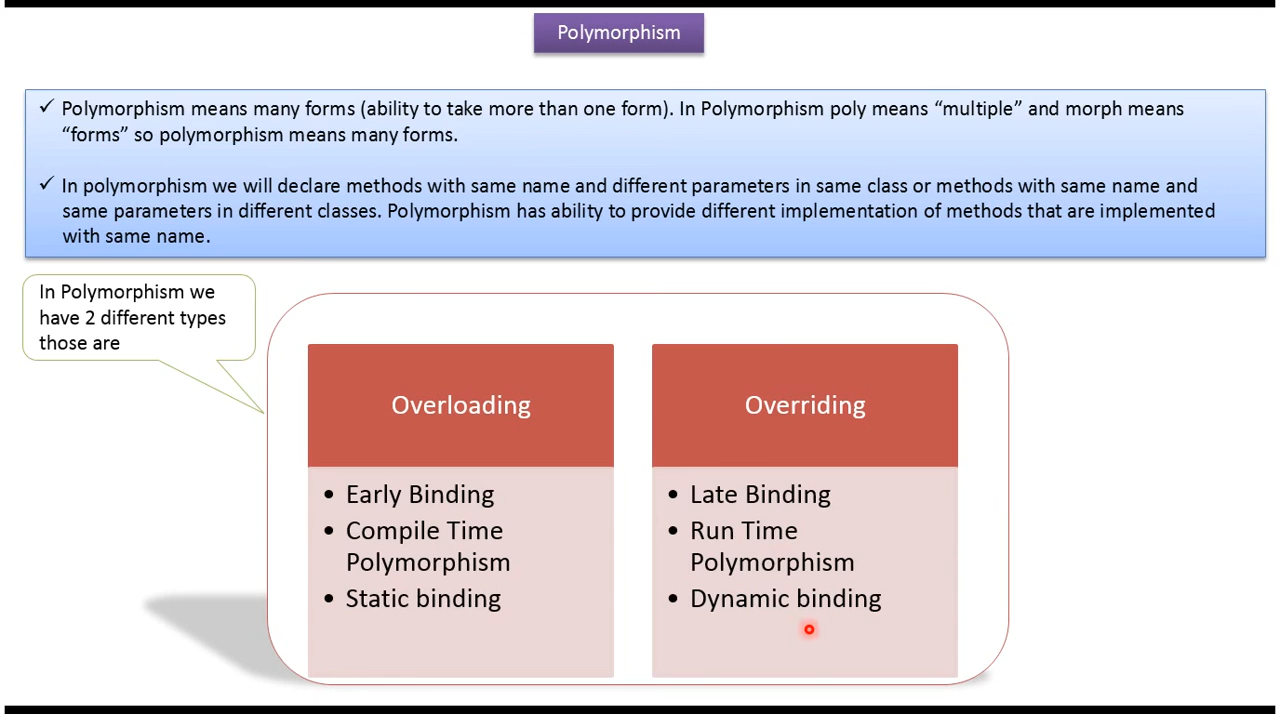 Polymorphism
✓ Polymorphism means many forms (ability to take more than one form). In Polymorphism poly means “multiple” and morph means
“forms” so polymorphism means many forms.
✓ In polymorphism we will declare methods with same name and different parameters in same class or methods with same name and
same parameters in different classes. Polymorphism has ability to provide different implementation of methods that are implemented
with same name.
In Polymorphism we
have 2 different types
those are
Overloading
• Early Binding
• Compile Time
Polymorphism
• Static binding
Overriding
• Late Binding
• Run Time
Polymorphism
• Dynamic binding